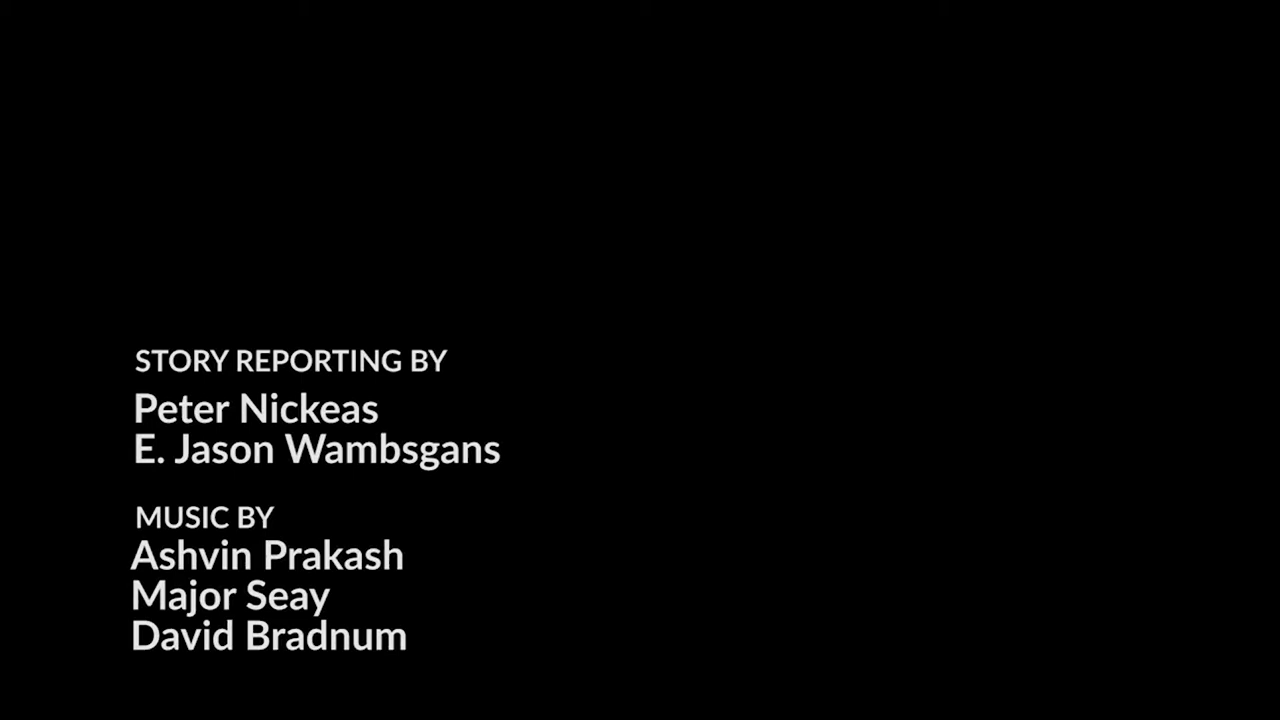 STORY REPORTING BY
Peter Nickeas
E. Jason Wambsgans
MUSIC BY
Ashvin Prakash
Major Seay
David Bradnum